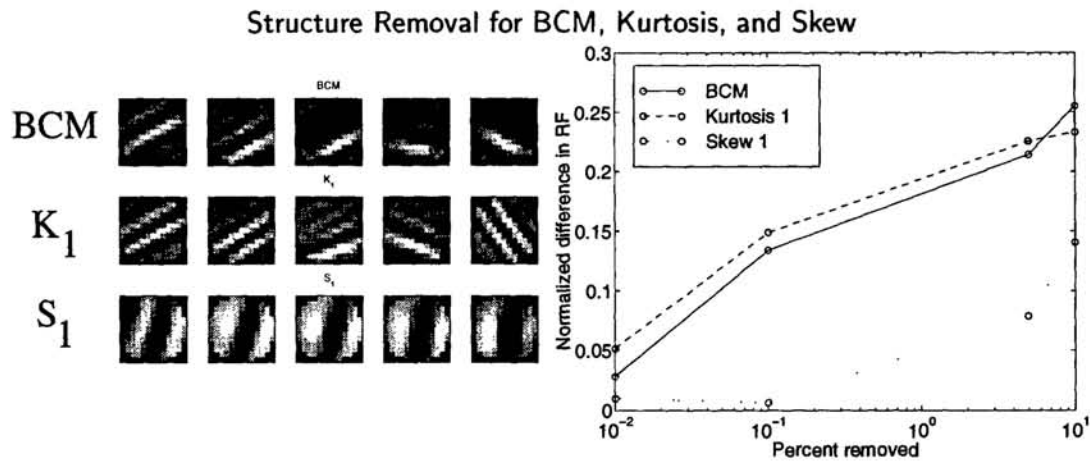 Structure Removal for BCM, Kurtosis, and Skew
BCM
BCM
K1
K1
S1
S1
0.3
0.25
0.2
0.15
0.1
0.05
0
Normalized difference in RF
BCM
Kurtosis 1
Skew 1
10^-2
10^-1
10^0
10^1
Percent removed